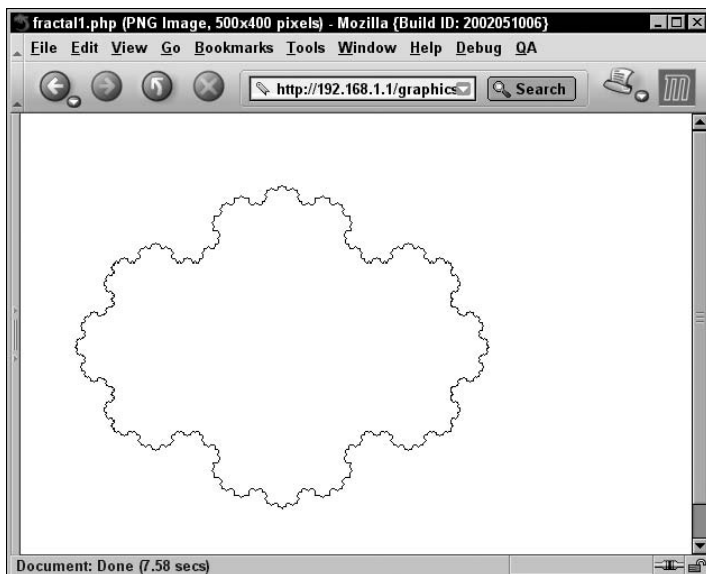 fractal1.php (PNG Image, 500x400 pixels) - Mozilla {Build ID: 2002051006}
File Edit View Go Bookmarks Tools Window Help Debug QA
http://192.168.1.1/graphics Search
Document: Done (7.58 secs)